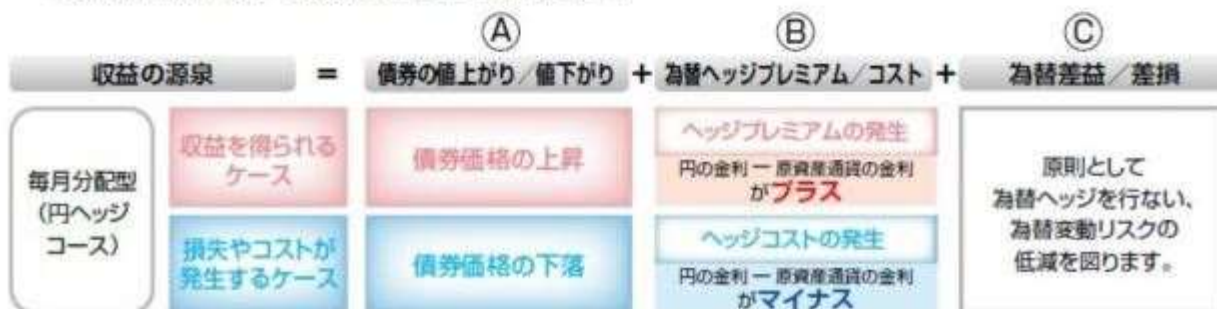 Ⓐ Ⓑ Ⓒ
収益の源泉 = 債券の値上がり/値下がり + 為替ヘッジプレミアム/コスト + 為替差益/差損
毎月分配型
(円ヘッジ
コース)
収益を得られる
ケース
債券価格の上昇
ヘッジプレミアムの発生
円の金利 ー 原資産通貨の金利
がプラス
損失やコストが
発生するケース
債券価格の下落
ヘッジコストの発生
円の金利 ー 原資産通貨の金利
がマイナス
原則として
為替ヘッジを行ない、
為替変動リスクの
低減を図ります。